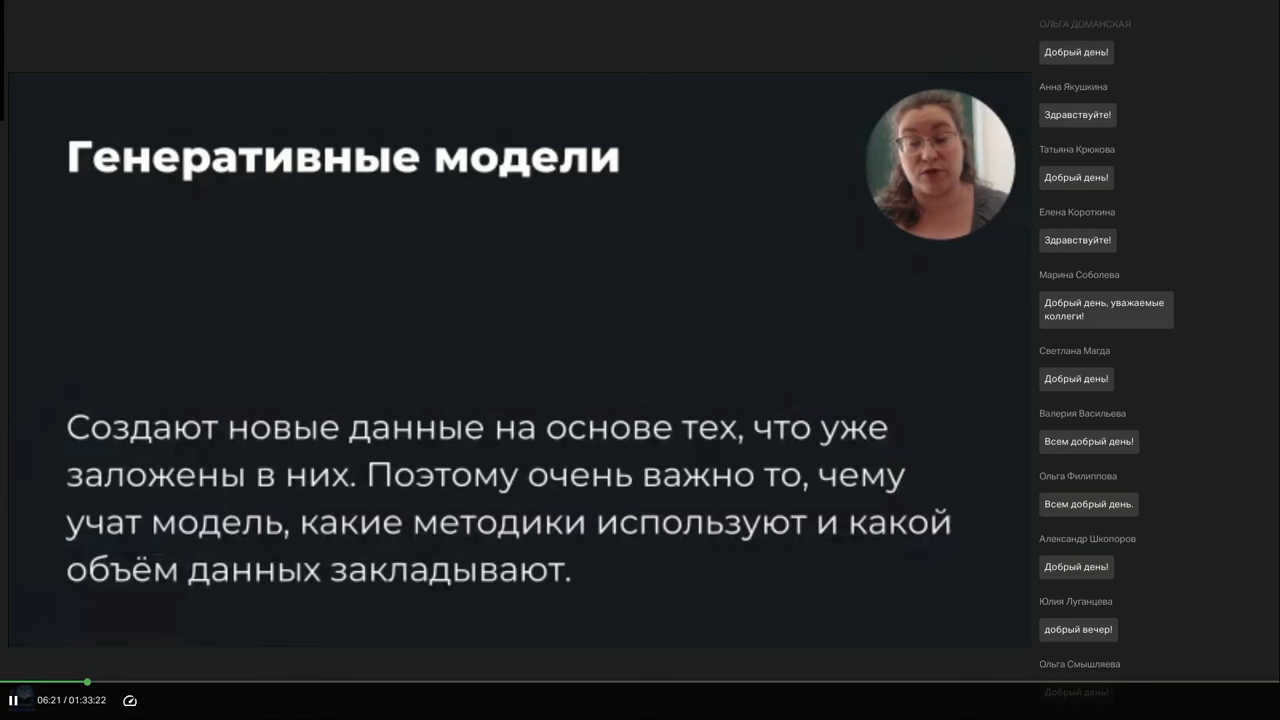 Генеративные модели
Создают новые данные на основе тех, что уже
заложены в них. Поэтому очень важно то, чему
учат модель, какие методики используют и какой
объём данных закладывают.
06:21 / 01:33:22
ОЛЬГА ДОМАНСКАЯ
Добрый день!
Анна Якушкина
Здравствуйте!
Татьяна Крюкова
Добрый день!
Елена Короткина
Здравствуйте!
Марина Соболева
Добрый день, уважаемые
коллеги!
Светлана Магда
Добрый день!
Валерия Васильева
Всем добрый день!
Ольга Филиппова
Всем добрый день.
Александр Шкопоров
Добрый день!
Юлия Луганцева
добрый вечер!
Ольга Смышляева
Добрый день!